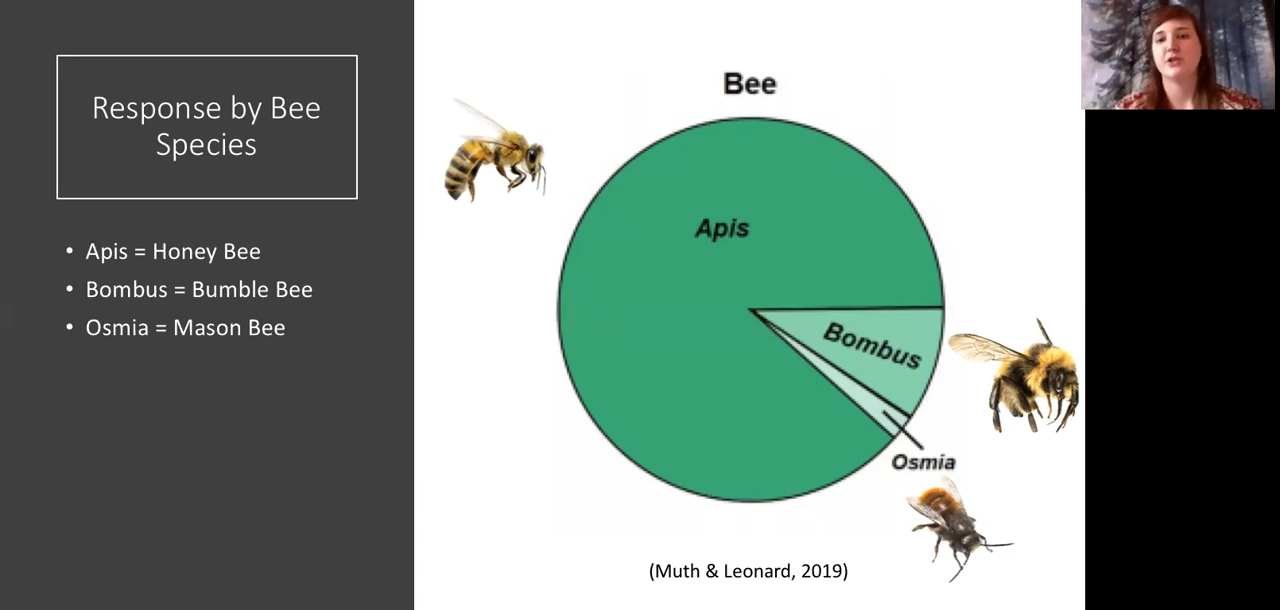 Response by Bee
Species
• Apis = Honey Bee
• Bombus = Bumble Bee
• Osmia = Mason Bee
Bee
Apis
Bombus
Osmia
(Muth & Leonard, 2019)